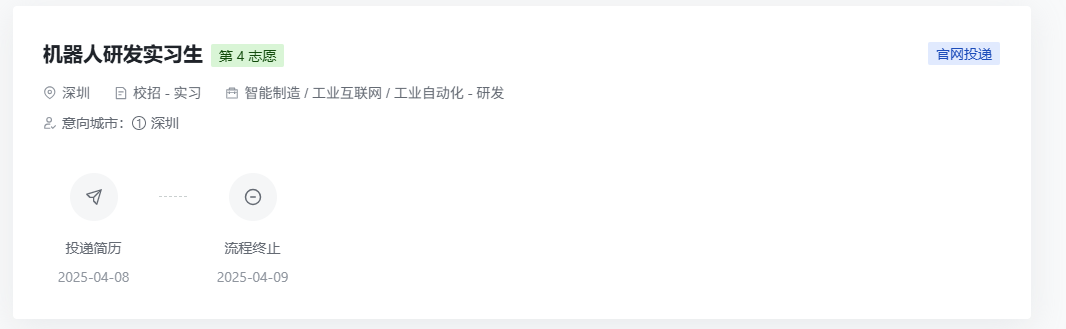 机器人研发实习生 第 4 志愿 官网投递
深圳 校招 - 实习 智能制造 / 工业互联网 / 工业自动化 - 研发
意向城市：① 深圳
投递简历 流程终止
2025-04-08 2025-04-09